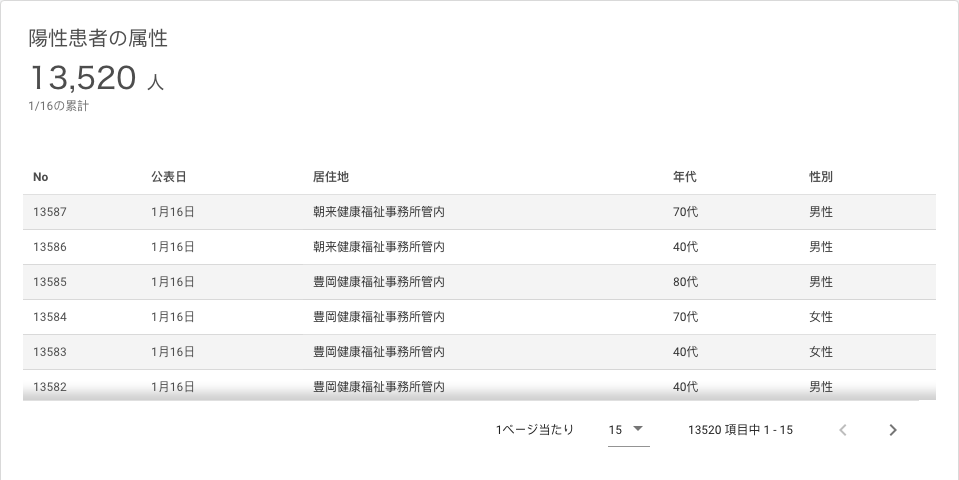 陽性患者の属性
13,520 人
1/16の累計
No 公表日 居住地 年代 性別
13587 1月16日 朝来健康福祉事務所管内 70代 男性
13586 1月16日 朝来健康福祉事務所管内 40代 男性
13585 1月16日 豊岡健康福祉事務所管内 80代 男性
13584 1月16日 豊岡健康福祉事務所管内 70代 女性
13583 1月16日 豊岡健康福祉事務所管内 40代 女性
13582 1月16日 豊岡健康福祉事務所管内 40代 男性
1ページ当たり 15 13520 項目中 1 - 15